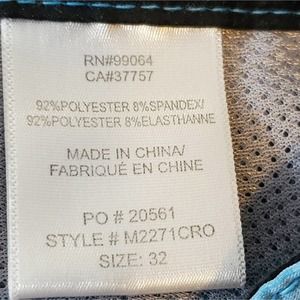 RN#99064
CA#37757
92%POLYESTER 8%SPANDEX/
92%POLYESTER 8%ELASTHANNE
MADE IN CHINA/
FABRIQUÉ EN CHINE
PO # 20561
STYLE # M2271CRO
SIZE: 32